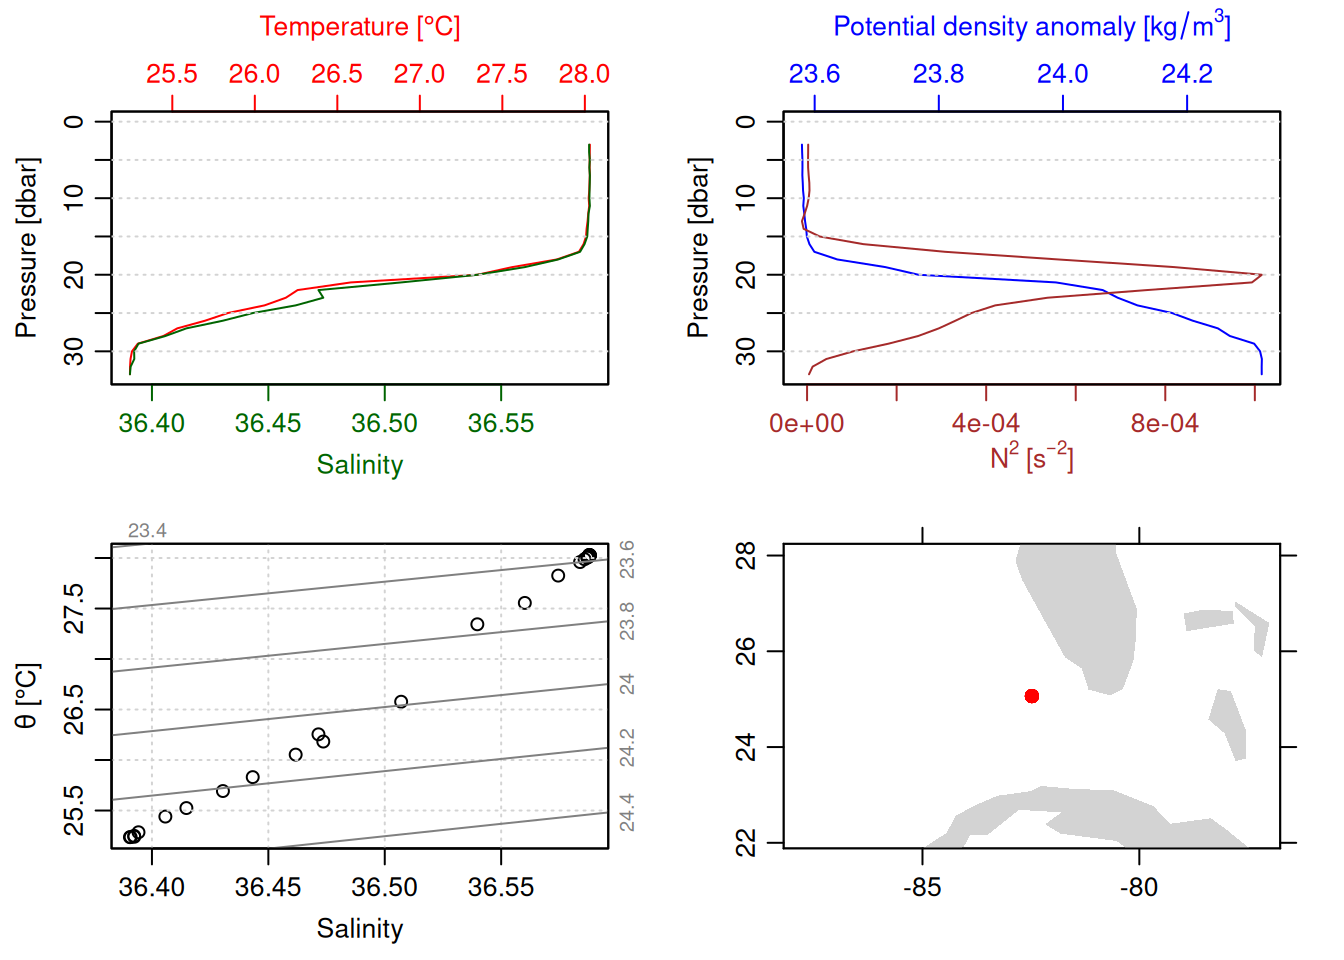 Temperature [°C]
25.5 26.0 26.5 27.0 27.5 28.0
Pressure [dbar]
0
10
20
30
36.40 36.45 36.50 36.55
Salinity
Potential density anomaly [kg/m³]
23.6 23.8 24.0 24.2
Pressure [dbar]
0
10
20
30
0e+00 4e-04 8e-04
N² [s⁻²]
23.4
θ [°C]
27.5
26.5
25.5
23.6
23.8
24
24.2
24.4
36.40 36.45 36.50 36.55
Salinity
28
26
24
22
-85 -80